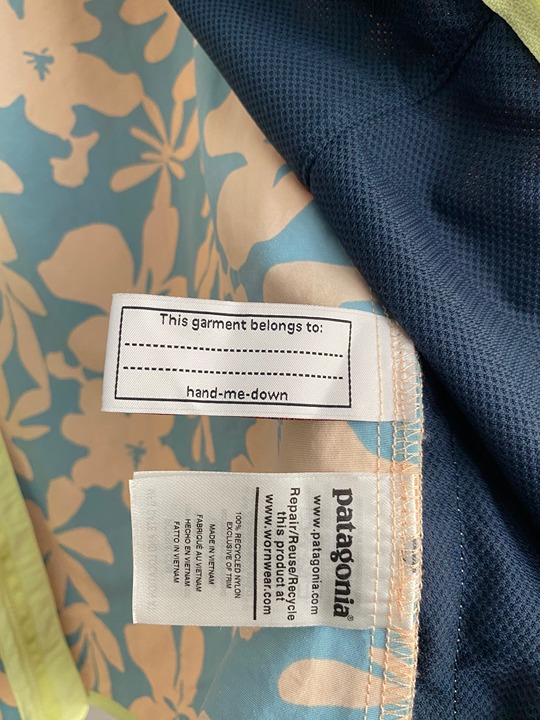 This garment belongs to:
hand-me-down
patagonia®
www.patagonia.com
Repair/Reuse/Recycle
this product at
www.wornwear.com
100% RECYCLED NYLON
EXCLUSIVE OF TRIM
MADE IN VIETNAM
FABRIQUÉ AU VIETNAM
HECHO EN VIETNAM
FATTO IN VIETNAM